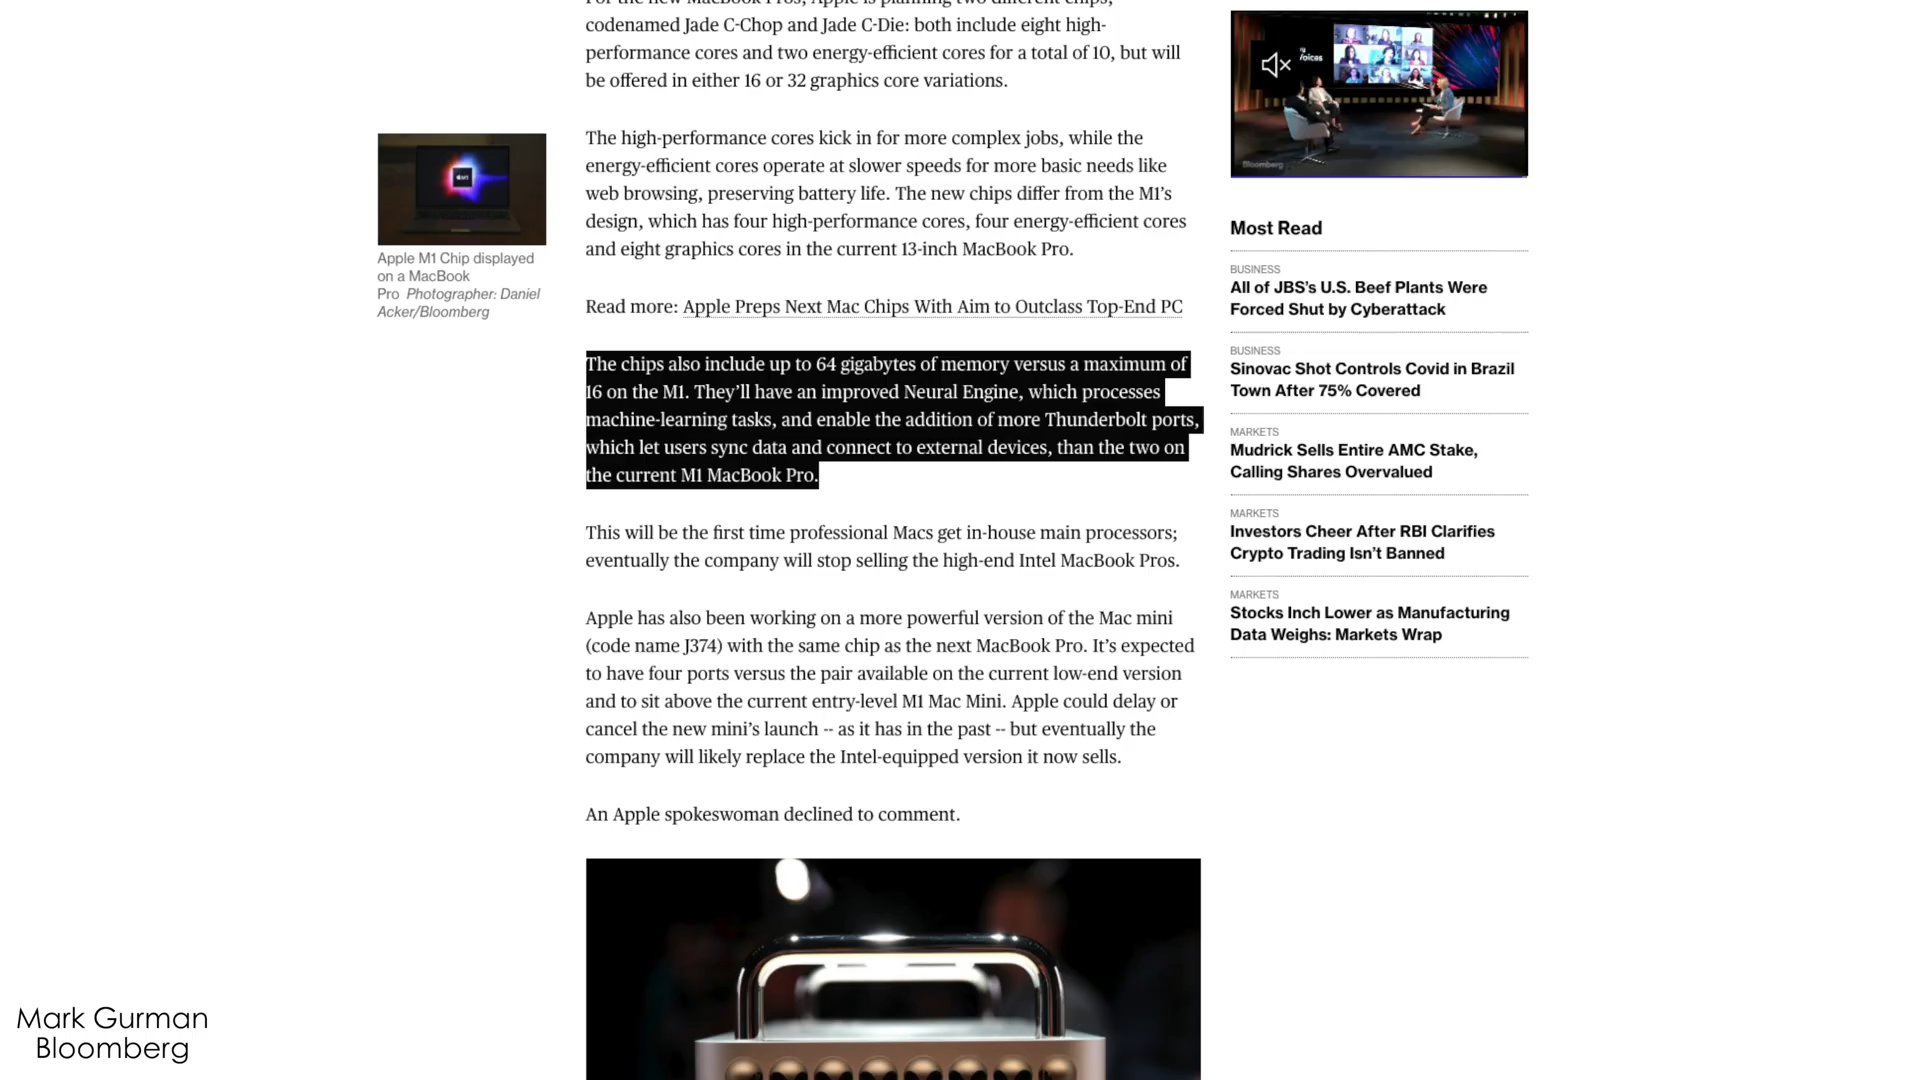 codenamed Jade C-Chop and Jade C-Die: both include eight high-
performance cores and two energy-efficient cores for a total of 10, but will
be offered in either 16 or 32 graphics core variations.
The high-performance cores kick in for more complex jobs, while the
energy-efficient cores operate at slower speeds for more basic needs like
web browsing, preserving battery life. The new chips differ from the M1’s
design, which has four high-performance cores, four energy-efficient cores
and eight graphics cores in the current 13-inch MacBook Pro.
Read more: Apple Preps Next Mac Chips With Aim to Outclass Top-End PC
The chips also include up to 64 gigabytes of memory versus a maximum of
16 on the M1. They’ll have an improved Neural Engine, which processes
machine-learning tasks, and enable the addition of more Thunderbolt ports,
which let users sync data and connect to external devices, than the two on
the current M1 MacBook Pro.
This will be the first time professional Macs get in-house main processors;
eventually the company will stop selling the high-end Intel MacBook Pros.
Apple has also been working on a more powerful version of the Mac mini
(code name J374) with the same chip as the next MacBook Pro. It’s expected
to have four ports versus the pair available on the current low-end version
and to sit above the current entry-level M1 Mac Mini. Apple could delay or
cancel the new mini’s launch -- as it has in the past -- but eventually the
company will likely replace the Intel-equipped version it now sells.
An Apple spokeswoman declined to comment.
M1
Apple M1 Chip displayed
on a MacBook
Pro Photographer: Daniel
Acker/Bloomberg
Bloomberg
Most Read
BUSINESS
All of JBS’s U.S. Beef Plants Were
Forced Shut by Cyberattack
BUSINESS
Sinovac Shot Controls Covid in Brazil
Town After 75% Covered
MARKETS
Mudrick Sells Entire AMC Stake,
Calling Shares Overvalued
MARKETS
Investors Cheer After RBI Clarifies
Crypto Trading Isn’t Banned
MARKETS
Stocks Inch Lower as Manufacturing
Data Weighs: Markets Wrap
Mark Gurman
Bloomberg